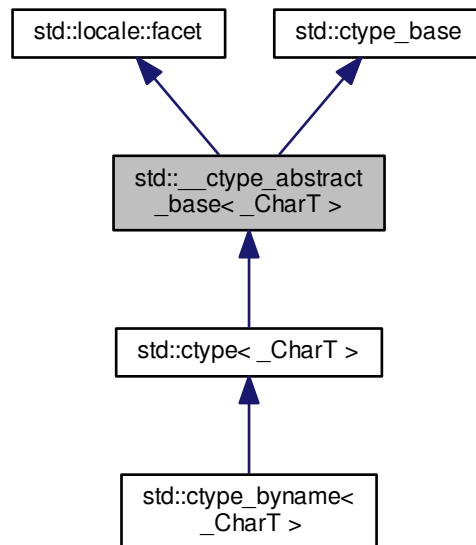 std::locale::facet
std::ctype_base
std::__ctype_abstract
_base< _CharT >
std::ctype< _CharT >
std::ctype_byname<
_CharT >